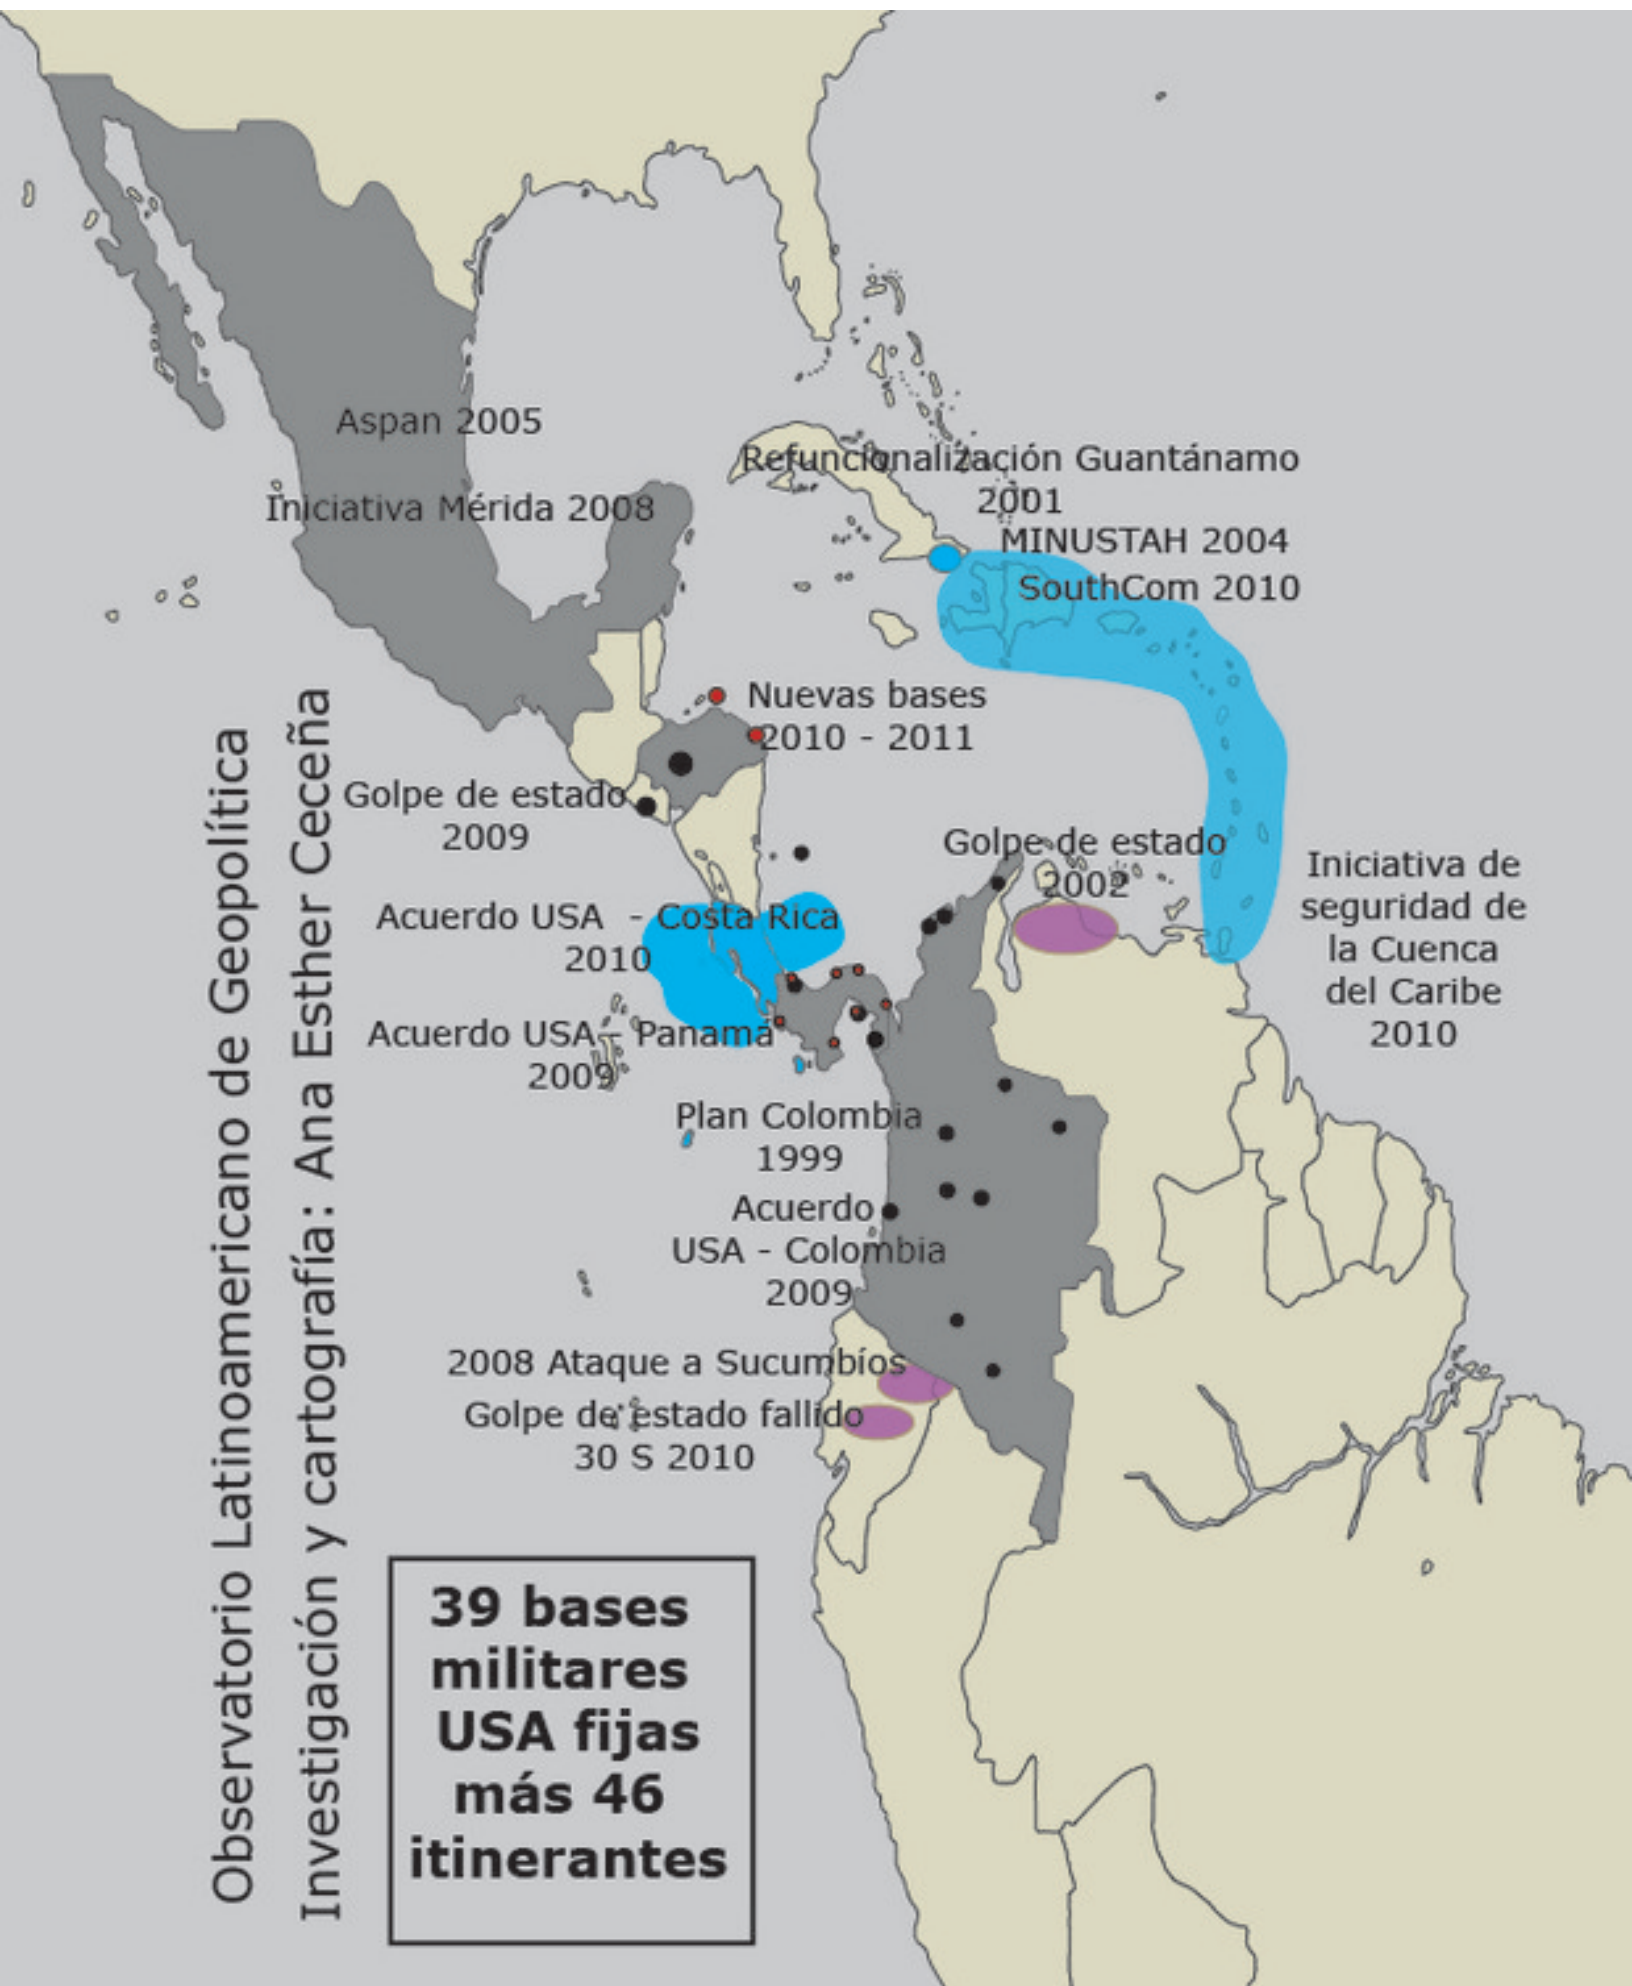 Aspan 2005
Iniciativa Mérida 2008
Refuncionalización Guantánamo
2001
MINUSTAH 2004
SouthCom 2010
Nuevas bases
2010 - 2011
Golpe de estado
2009
Golpe de estado
2002
Iniciativa de
seguridad de
la Cuenca
del Caribe
2010
Acuerdo USA - Costa Rica
2010
Acuerdo USA - Panamá
2009
Plan Colombia
1999
Acuerdo
USA - Colombia
2009
2008 Ataque a Sucumbíos
Golpe de estado fallido
30 S 2010
Observatorio Latinoamericano de Geopolítica
Investigación y cartografía: Ana Esther Ceceña
39 bases
militares
USA fijas
más 46
itinerantes